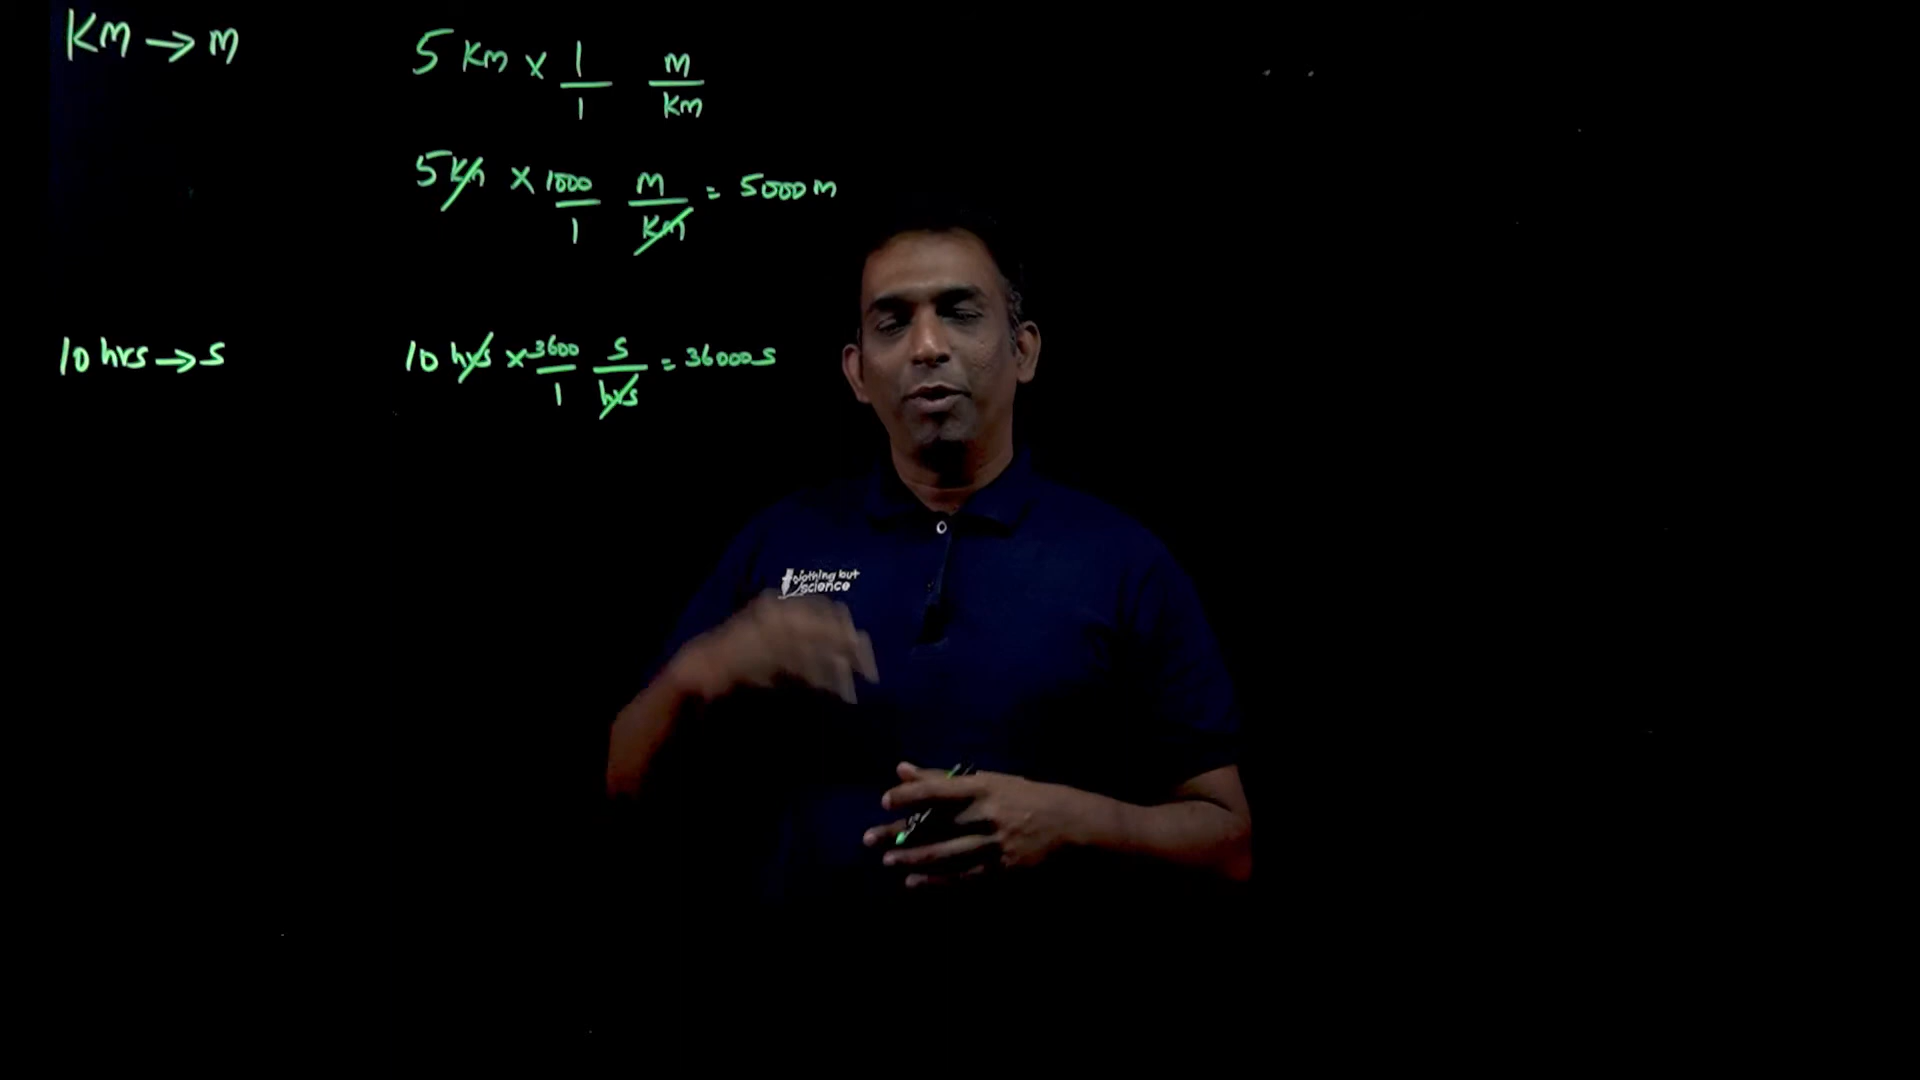 Km → m
5 Km x 1/1 m/Km
5 Km x 1000/1 m/Km = 5000 m
10 hrs → s
10 hrs x 3600/1 s/hrs = 36000 s
Nothing but
science